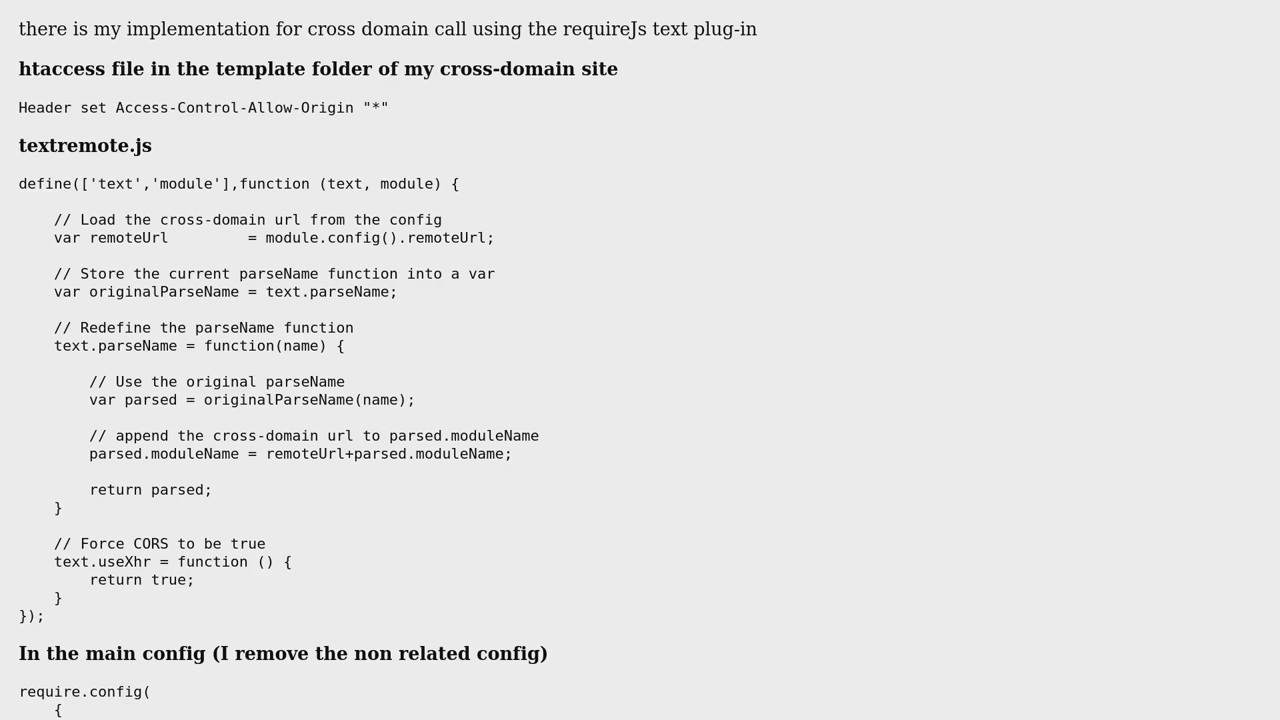 there is my implementation for cross domain call using the requireJs text plug-in
htaccess file in the template folder of my cross-domain site
Header set Access-Control-Allow-Origin "*"
textremote.js
define(['text','module'],function (text, module) {
    // Load the cross-domain url from the config
    var remoteUrl         = module.config().remoteUrl;
    // Store the current parseName function into a var
    var originalParseName = text.parseName;
    // Redefine the parseName function
    text.parseName = function(name) {
        // Use the original parseName
        var parsed = originalParseName(name);
        // append the cross-domain url to parsed.moduleName
        parsed.moduleName = remoteUrl+parsed.moduleName;
        return parsed;
    }
    // Force CORS to be true
    text.useXhr = function () {
        return true;
    }
});
In the main config (I remove the non related config)
require.config(
    {